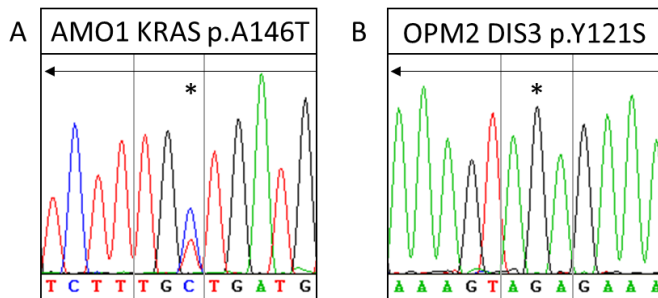 A
AMO1 KRAS p.A146T
*
T C T T T G C T G A T G
B
OPM2 DIS3 p.Y121S
*
A A A G T A G A G A A A